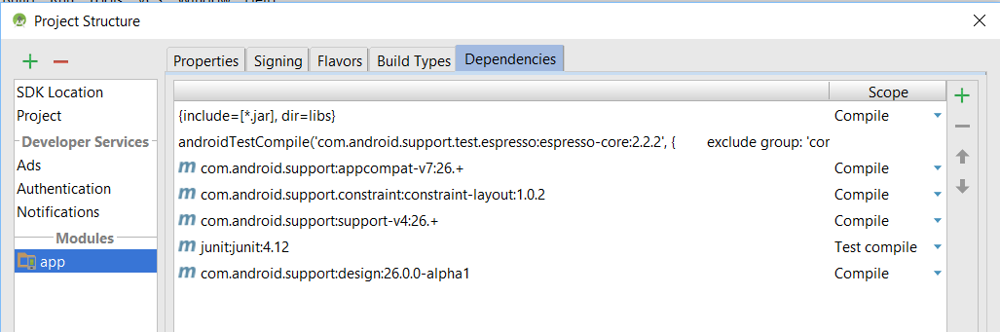 Project Structure
Properties
Signing
Flavors
Build Types
Dependencies
SDK Location
Project
Developer Services
Ads
Authentication
Notifications
Modules
app
Scope
{include=[*.jar], dir=libs} Compile
androidTestCompile('com.android.support.test.espresso:espresso-core:2.2.2', { exclude group: 'cor
m com.android.support:appcompat-v7:26.+ Compile
m com.android.support.constraint:constraint-layout:1.0.2 Compile
m com.android.support:support-v4:26.+ Compile
m junit:junit:4.12 Test compile
m com.android.support:design:26.0.0-alpha1 Compile